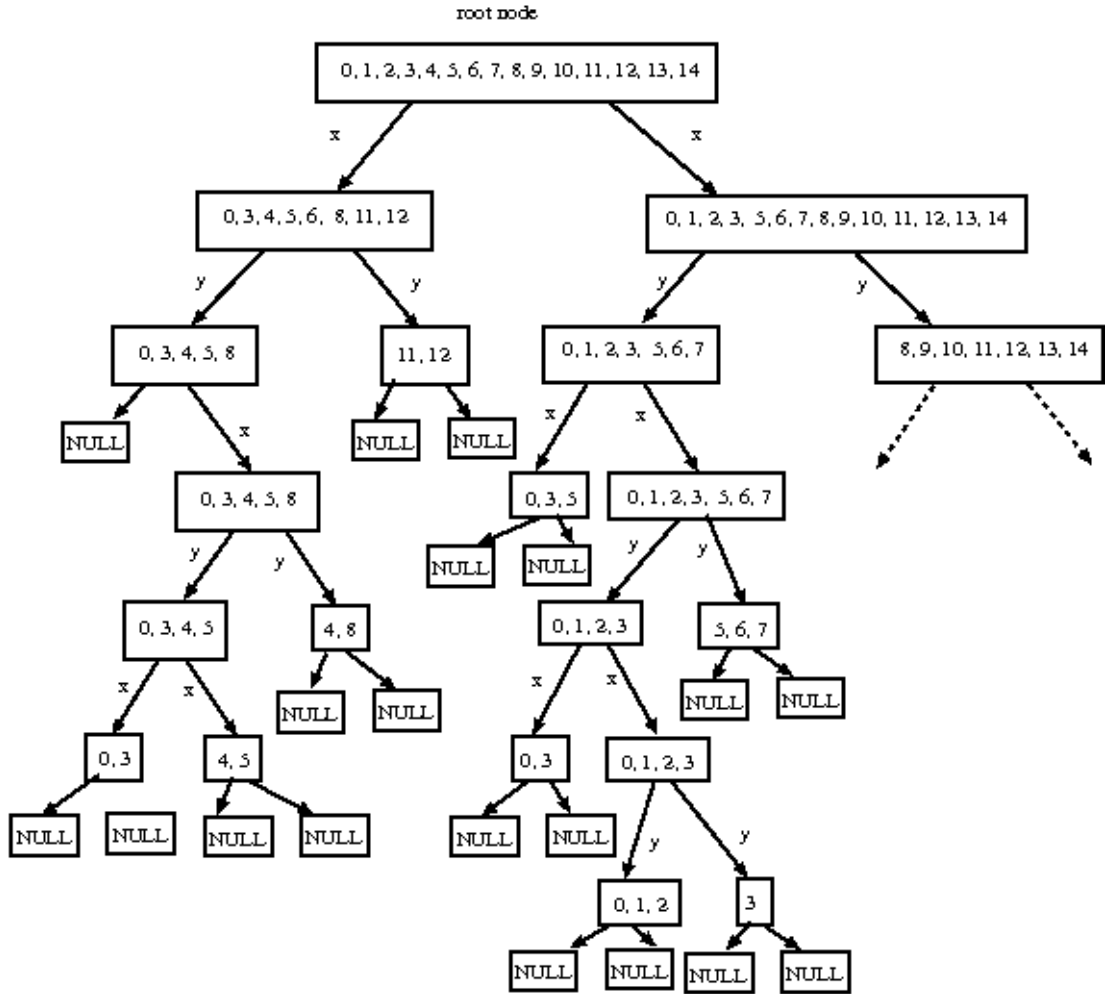 root node
0, 1, 2, 3, 4, 5, 6, 7, 8, 9, 10, 11, 12, 13, 14
x x
0, 3, 4, 5, 6, 8, 11, 12
0, 1, 2, 3, 5, 6, 7, 8, 9, 10, 11, 12, 13, 14
y y y y
0, 3, 4, 5, 8
11, 12
0, 1, 2, 3, 5, 6, 7
8, 9, 10, 11, 12, 13, 14
x x x
NULL NULL NULL
0, 3, 4, 5, 8
0, 3, 5
0, 1, 2, 3, 5, 6, 7
y y y y
NULL NULL
0, 3, 4, 5
4, 8
0, 1, 2, 3
5, 6, 7
x x x x
NULL NULL NULL NULL
0, 3
4, 5
0, 3
0, 1, 2, 3
NULL NULL NULL NULL NULL NULL
y y
0, 1, 2
3
NULL NULL NULL NULL